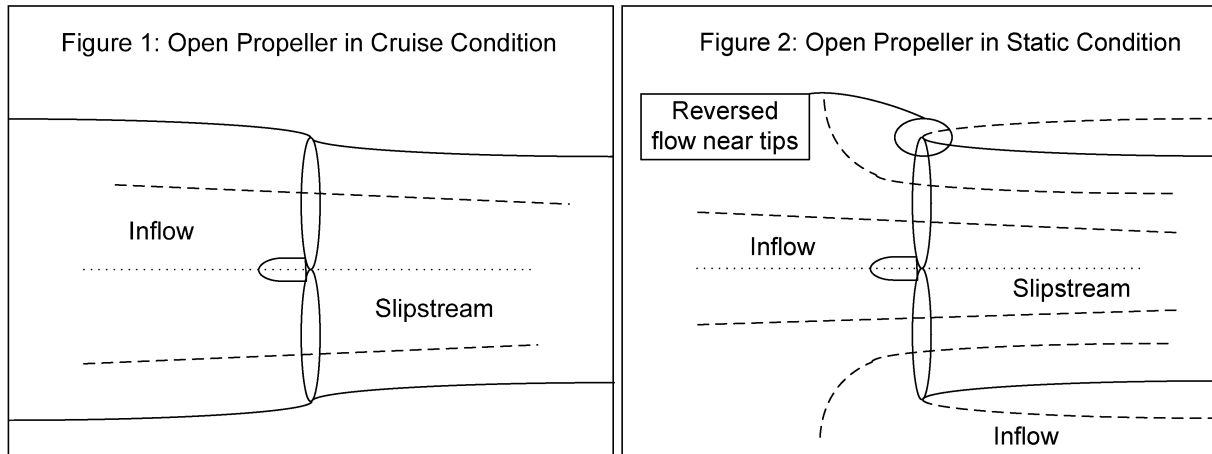 Figure 1: Open Propeller in Cruise Condition
Inflow
Slipstream
Figure 2: Open Propeller in Static Condition
Reversed
flow near tips
Inflow
Slipstream
Inflow